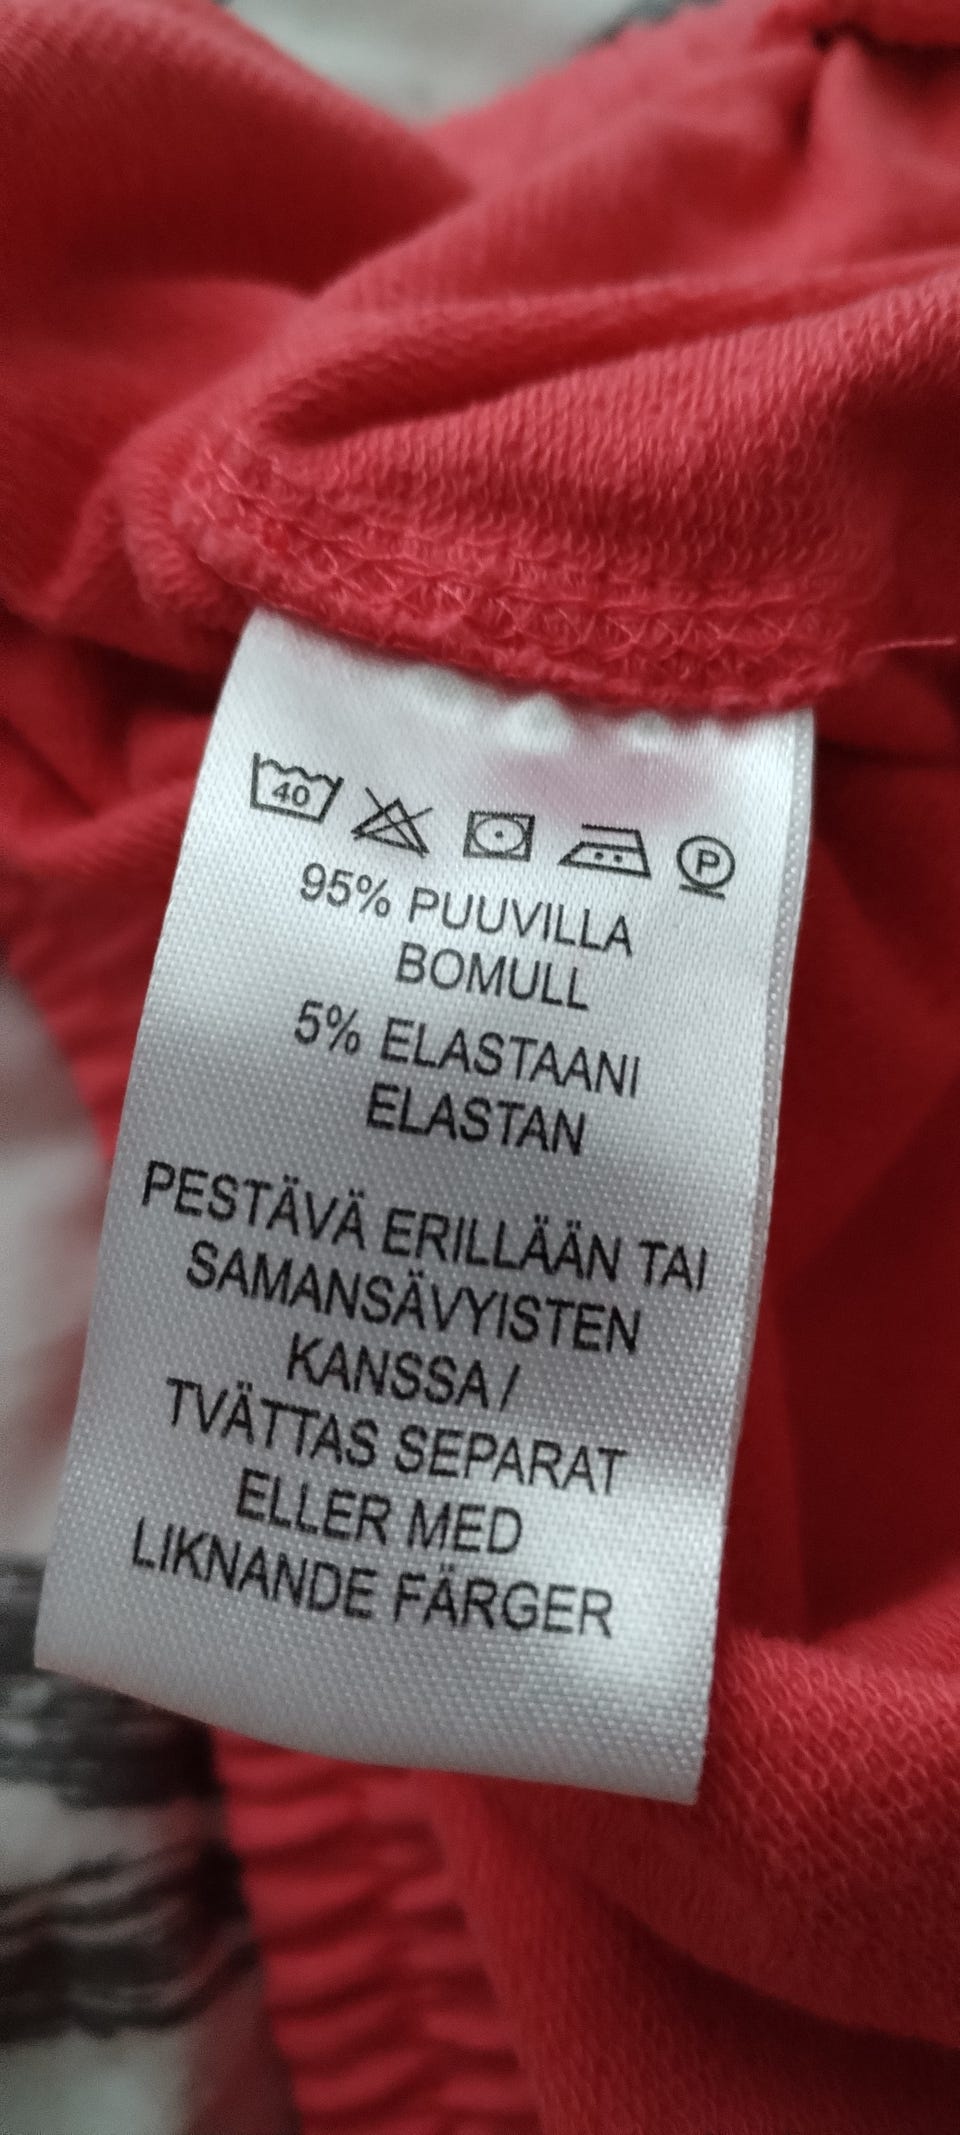 40 P
95% PUUVILLA
BOMULL
5% ELASTAANI
ELASTAN
PESTÄVÄ ERILLÄÄN TAI
SAMANSÄVYISTEN
KANSSA /
TVÄTTAS SEPARAT
ELLER MED
LIKNANDE FÄRGER